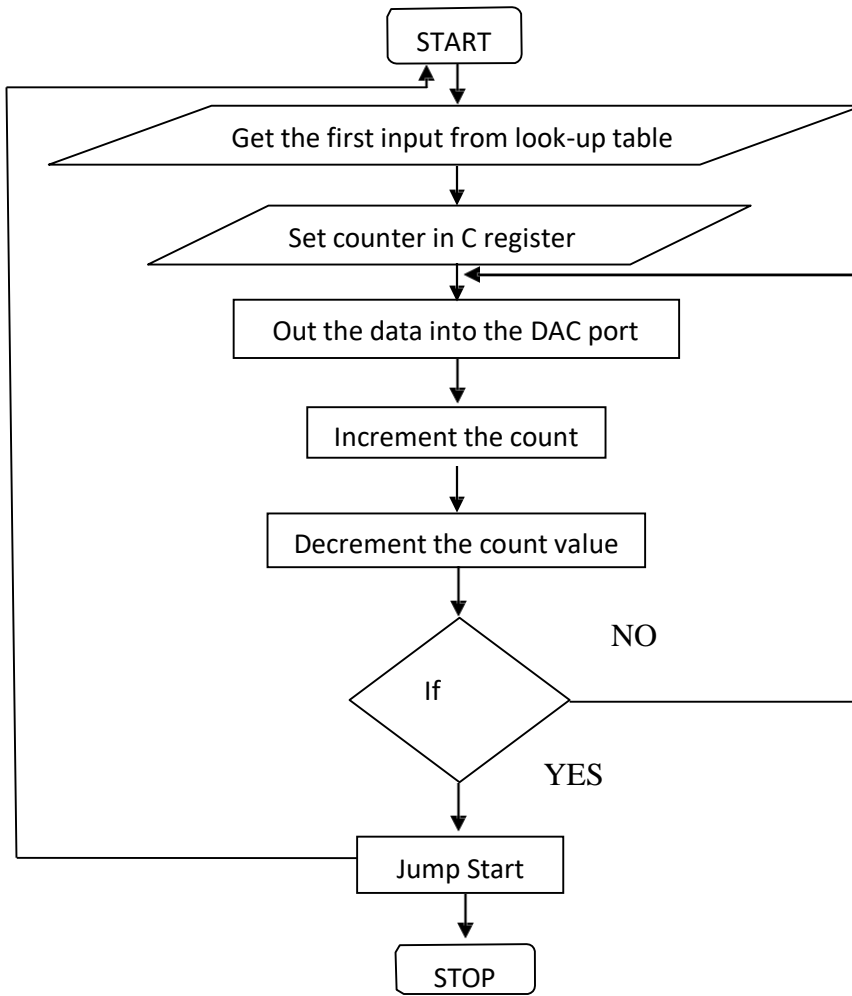 START
Get the first input from look-up table
Set counter in C register
Out the data into the DAC port
Increment the count
Decrement the count value
If
NO
YES
Jump Start
STOP